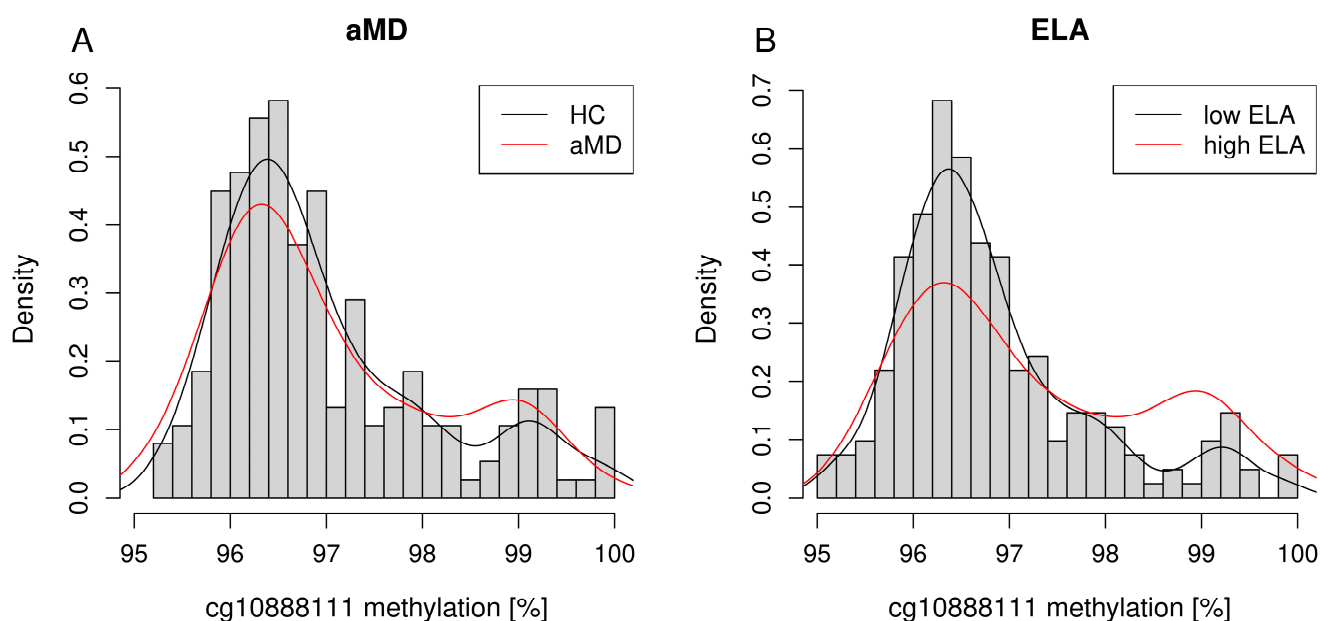 A
aMD
0.6
0.5
0.4
0.3
0.2
0.1
0.0
Density
HC
aMD
95 96 97 98 99 100
cg10888111 methylation [%]
B
ELA
0.7
0.6
0.5
0.4
0.3
0.2
0.1
0.0
Density
low ELA
high ELA
95 96 97 98 99 100
cg10888111 methylation [%]